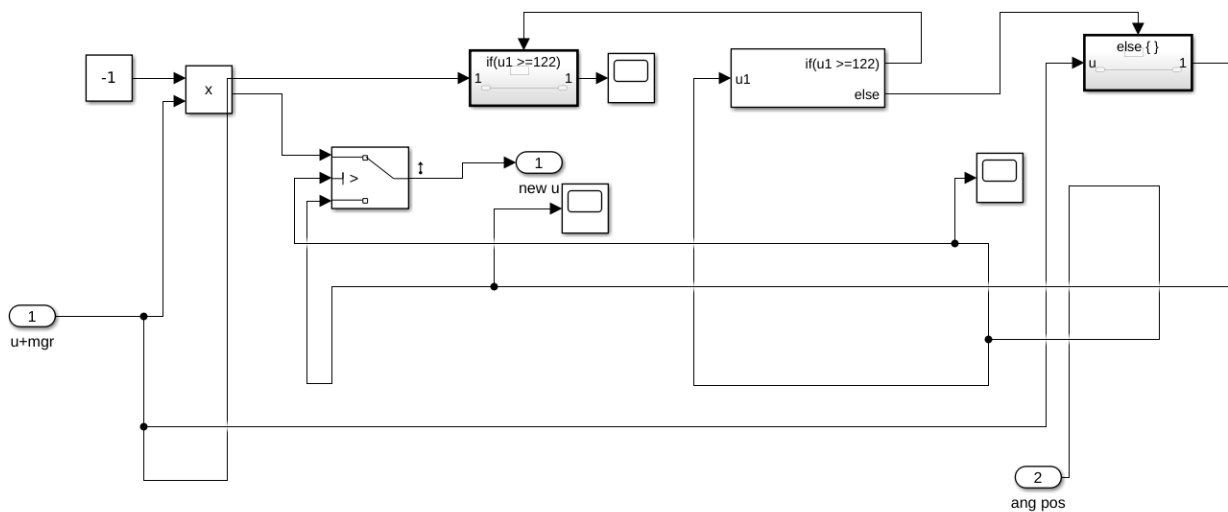 -1
x
if(u1 >=122)
1
1
u1
if(u1 >=122)
else
else { }
u
1
>
1
new u
1
u+mgr
2
ang pos